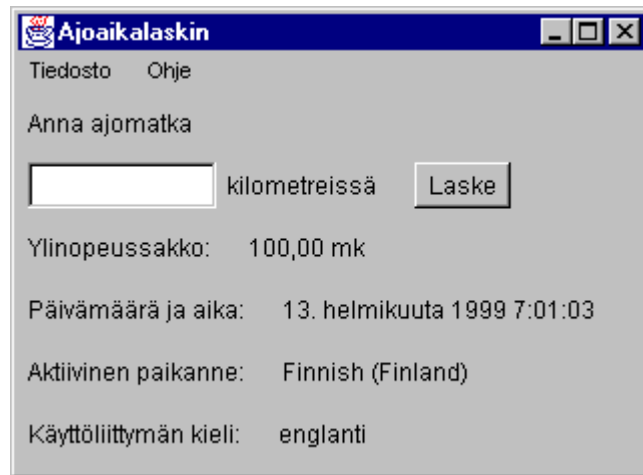 Ajoaikalaskin
Tiedosto Ohje
Anna ajomatka
kilometreissä Laske
Ylinopeussakko: 100,00 mk
Päivämäärä ja aika: 13. helmikuuta 1999 7:01:03
Aktiivinen paikanne: Finnish (Finland)
Käyttöliittymän kieli: englanti